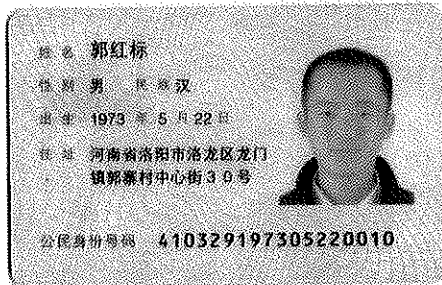 姓名 郭红标
性别 男 民族 汉
出生 1973 年 5 月 22 日
住址 河南省洛阳市洛龙区龙门
镇郭寨村中心街30号
公民身份号码 410329197305220010